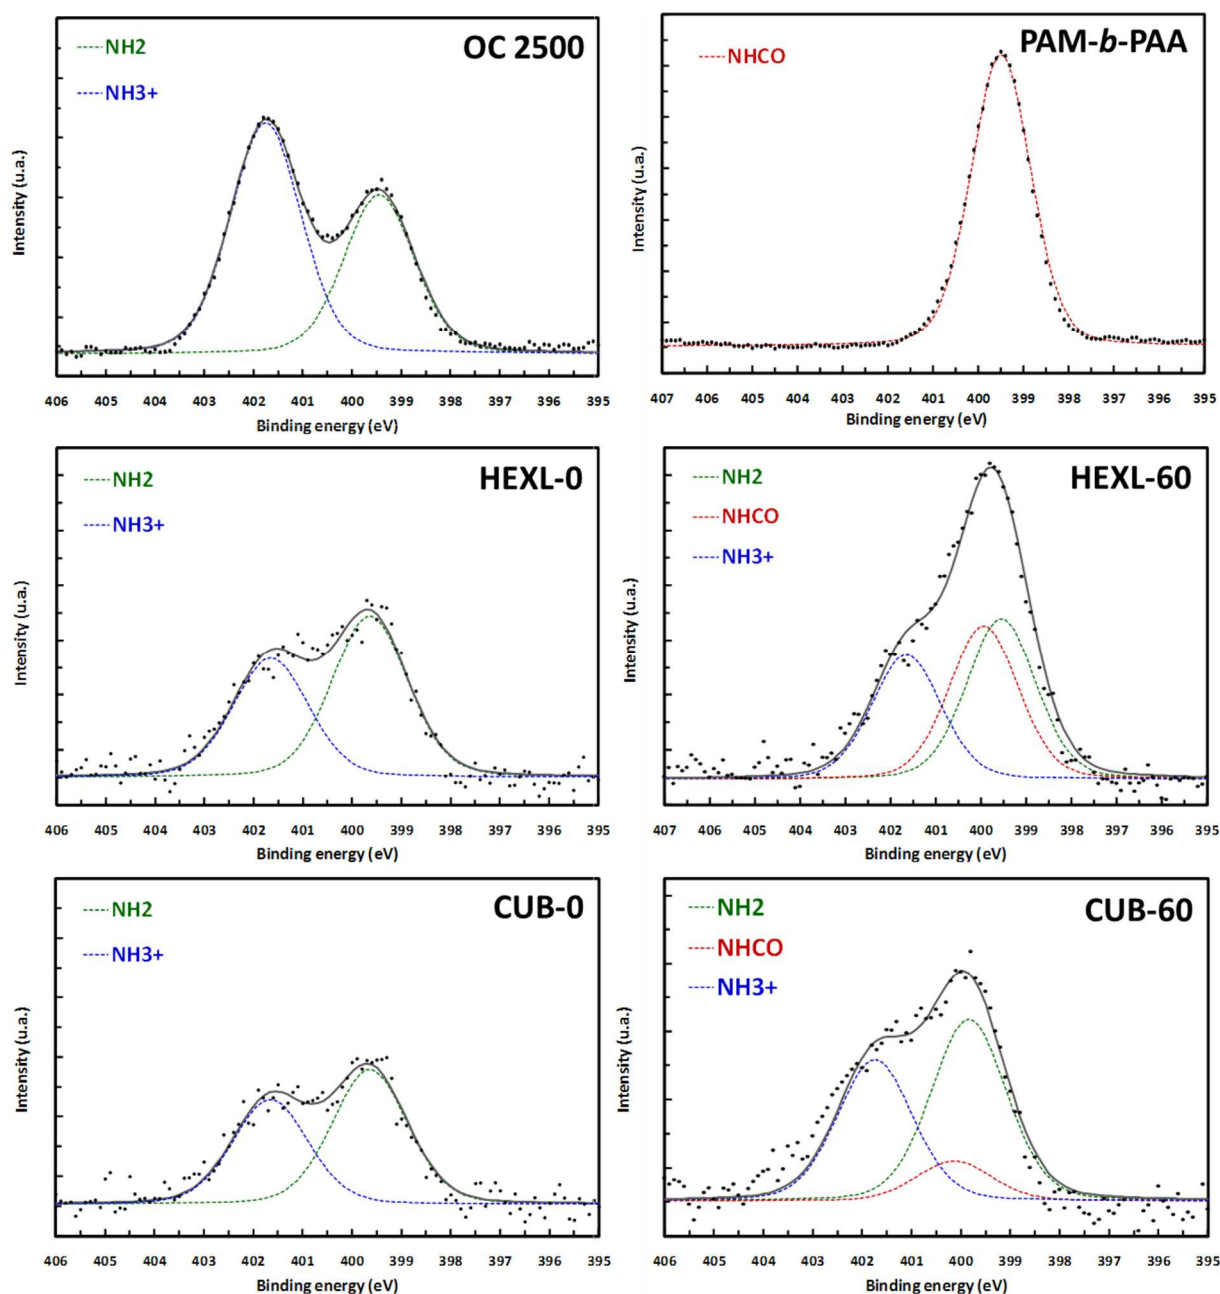 NH2
OC 2500
NH3+
Intensity (u.a.)
406 405 404 403 402 401 400 399 398 397 396 395
Binding energy (eV)
NHCO
PAM-b-PAA
Intensity (u.a.)
407 406 405 404 403 402 401 400 399 398 397 396 395
Binding energy (eV)
NH2
HEXL-0
NH3+
Intensity (u.a.)
406 405 404 403 402 401 400 399 398 397 396 395
Binding energy (eV)
NH2
HEXL-60
NHCO
NH3+
Intensity (u.a.)
407 406 405 404 403 402 401 400 399 398 397 396 395
Binding energy (eV)
NH2
CUB-0
NH3+
Intensity (u.a.)
406 405 404 403 402 401 400 399 398 397 396 395
Binding energy (eV)
NH2
CUB-60
NHCO
NH3+
Intensity (u.a.)
406 405 404 403 402 401 400 399 398 397 396 395
Binding energy (eV)